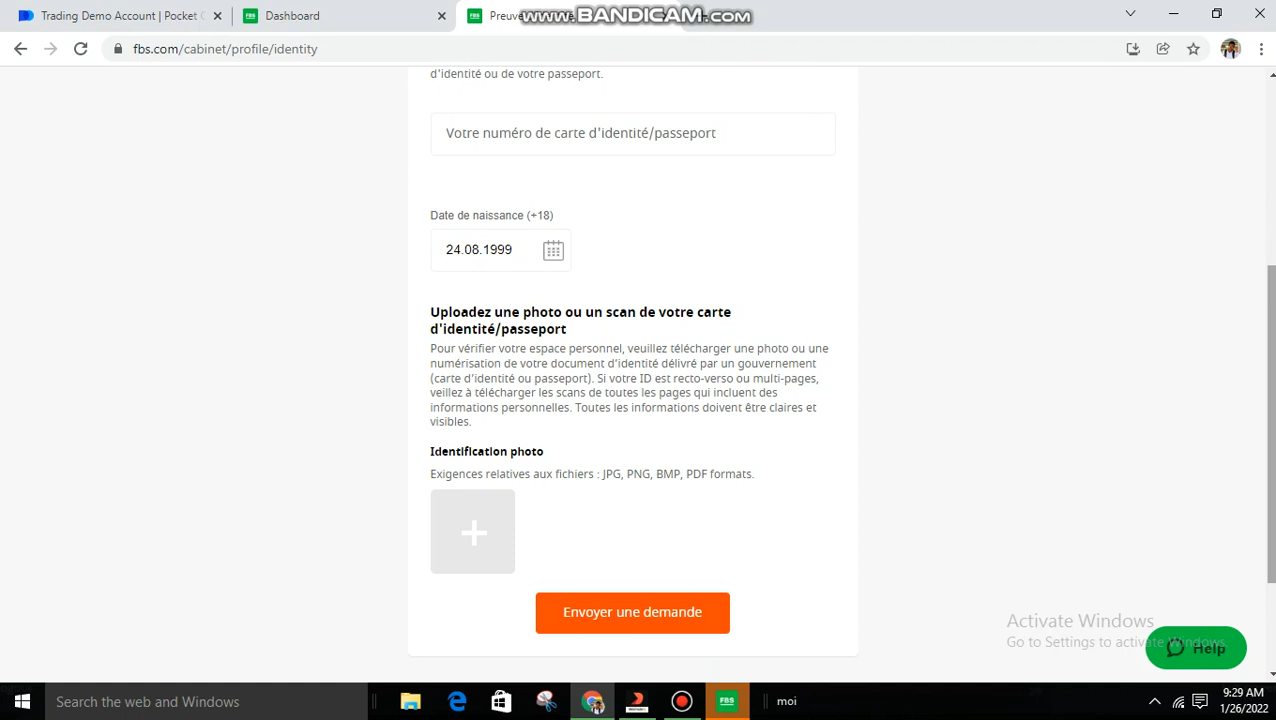 Trading Demo Account | Pocket
Dashboard
Preuve
WWW.BANDICAM.COM
fbs.com/cabinet/profile/identity
d'identité ou de votre passeport.
Votre numéro de carte d'identité/passeport
Date de naissance (+18)
24.08.1999
Uploadez une photo ou un scan de votre carte
d'identité/passeport
Pour vérifier votre espace personnel, veuillez télécharger une photo ou une
numérisation de votre document d'identité délivré par un gouvernement
(carte d'identité ou passeport). Si votre ID est recto-verso ou multi-pages,
veillez à télécharger les scans de toutes les pages qui incluent des
informations personnelles. Toutes les informations doivent être claires et
visibles.
Identification photo
Exigences relatives aux fichiers : JPG, PNG, BMP, PDF formats.
Envoyer une demande
Activate Windows
Go to Settings to activate Windows.
Help
Search the web and Windows
FBS
moi
9:29 AM
1/26/2022